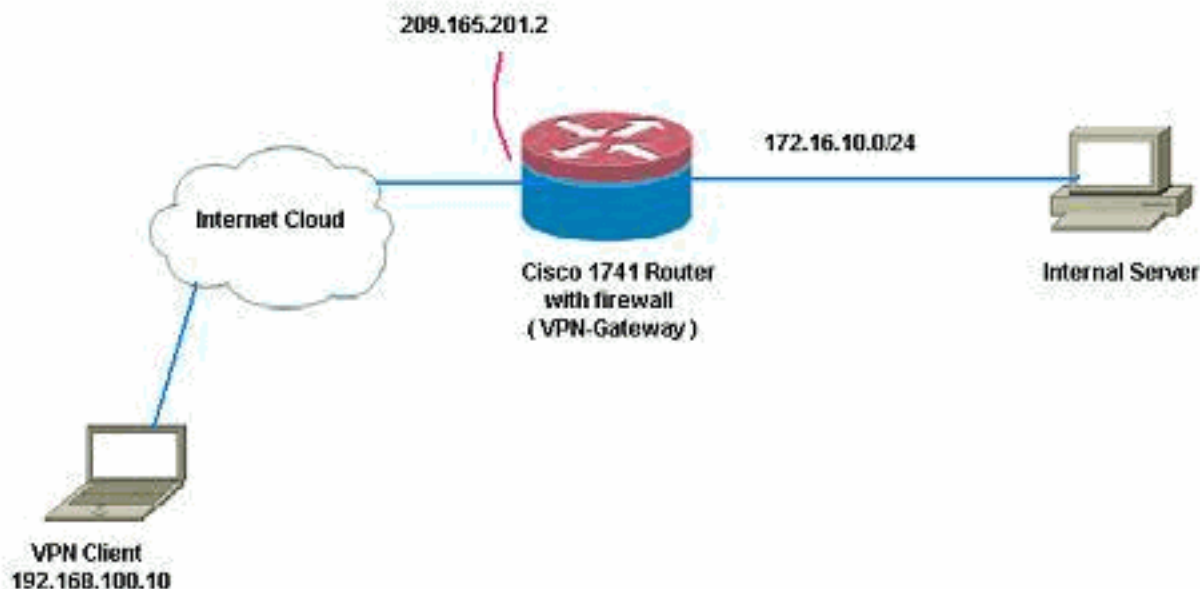 209.165.201.2
172.16.10.0/24
Internet Cloud
Cisco 1741 Router
with firewall
( VPN-Gateway )
Internal Server
VPN Client
192.168.100.10